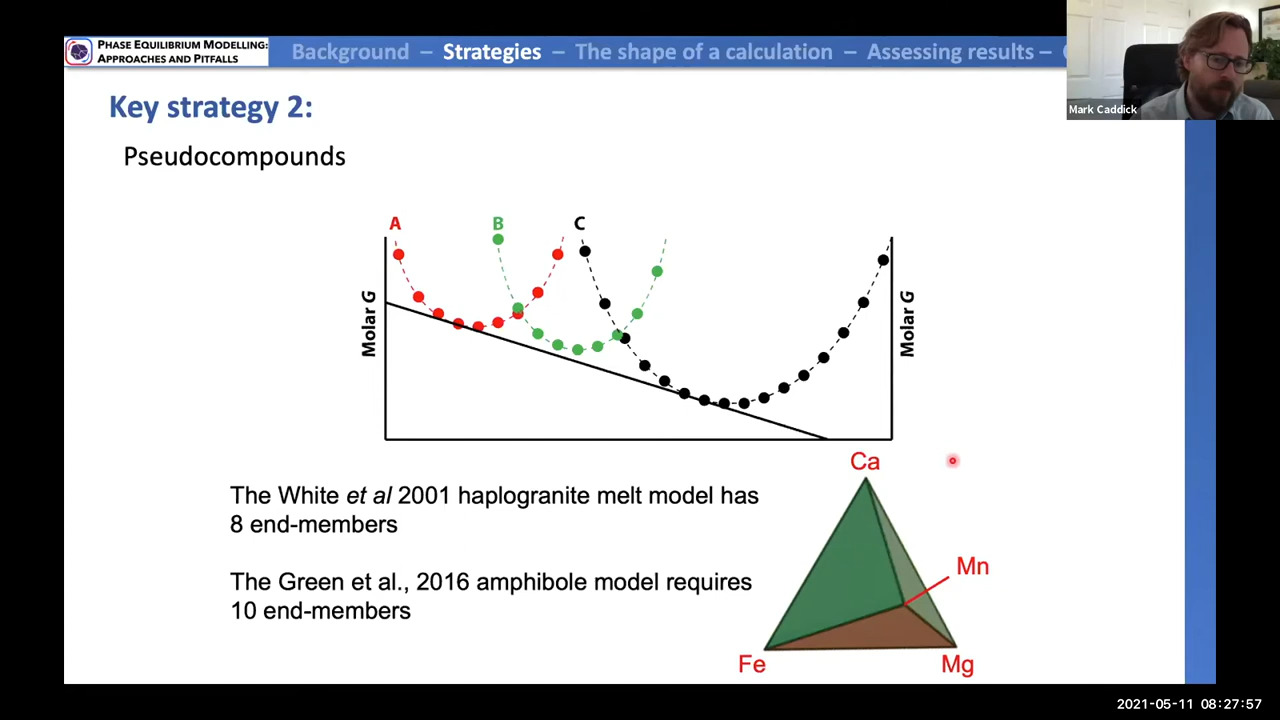 PHASE EQUILIBRIUM MODELLING:
APPROACHES AND PITFALLS
Background – Strategies – The shape of a calculation – Assessing results –
Mark Caddick
Key strategy 2:
Pseudocompounds
A B C
Molar G
Molar G
The White et al 2001 haplogranite melt model has
8 end-members
The Green et al., 2016 amphibole model requires
10 end-members
Ca
Mn
Fe
Mg
2021-05-11 08:27:57